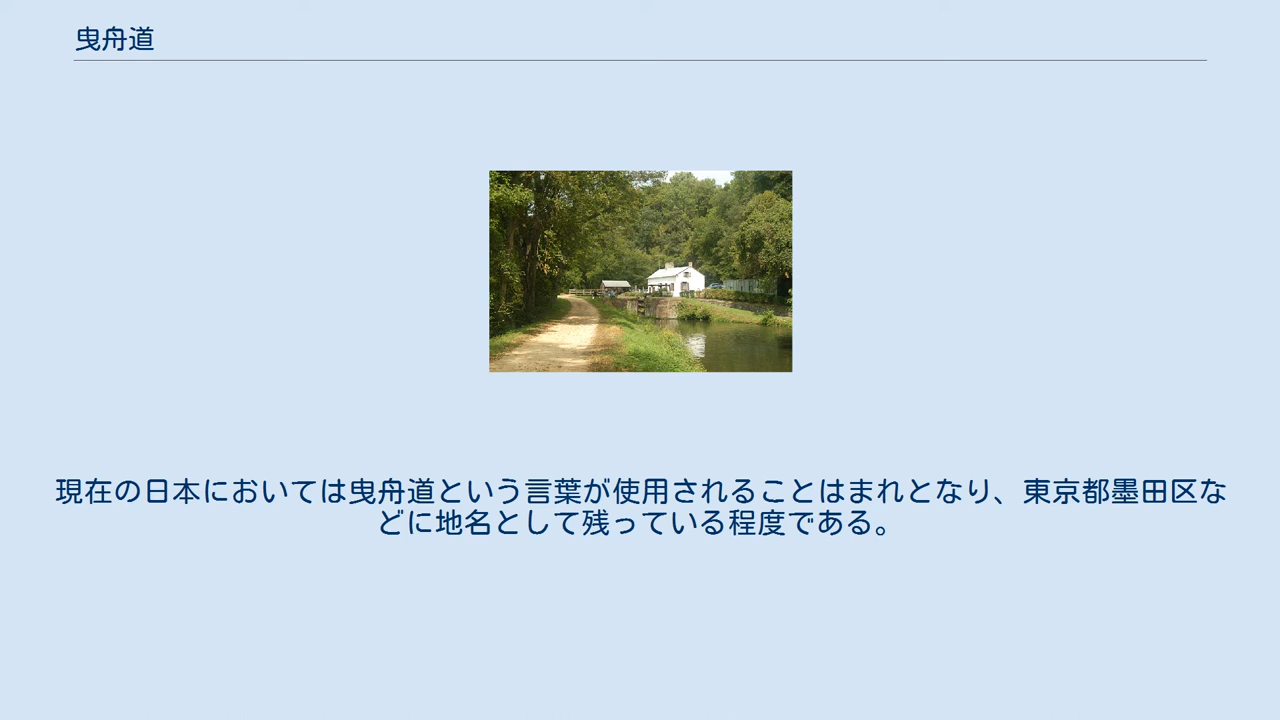 曳舟道
現在の日本においては曳舟道という言葉が使用されることはまれとなり、東京都墨田区な
どに地名として残っている程度である。